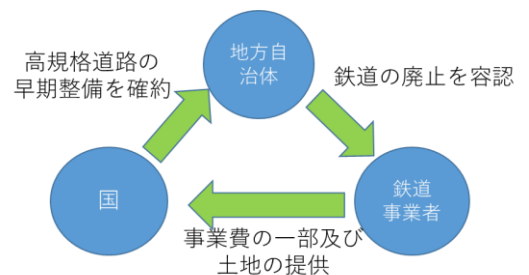 高規格道路の
早期整備を確約
地方自
治体
鉄道の廃止を容認
国
鉄道
事業者
事業費の一部及び
土地の提供